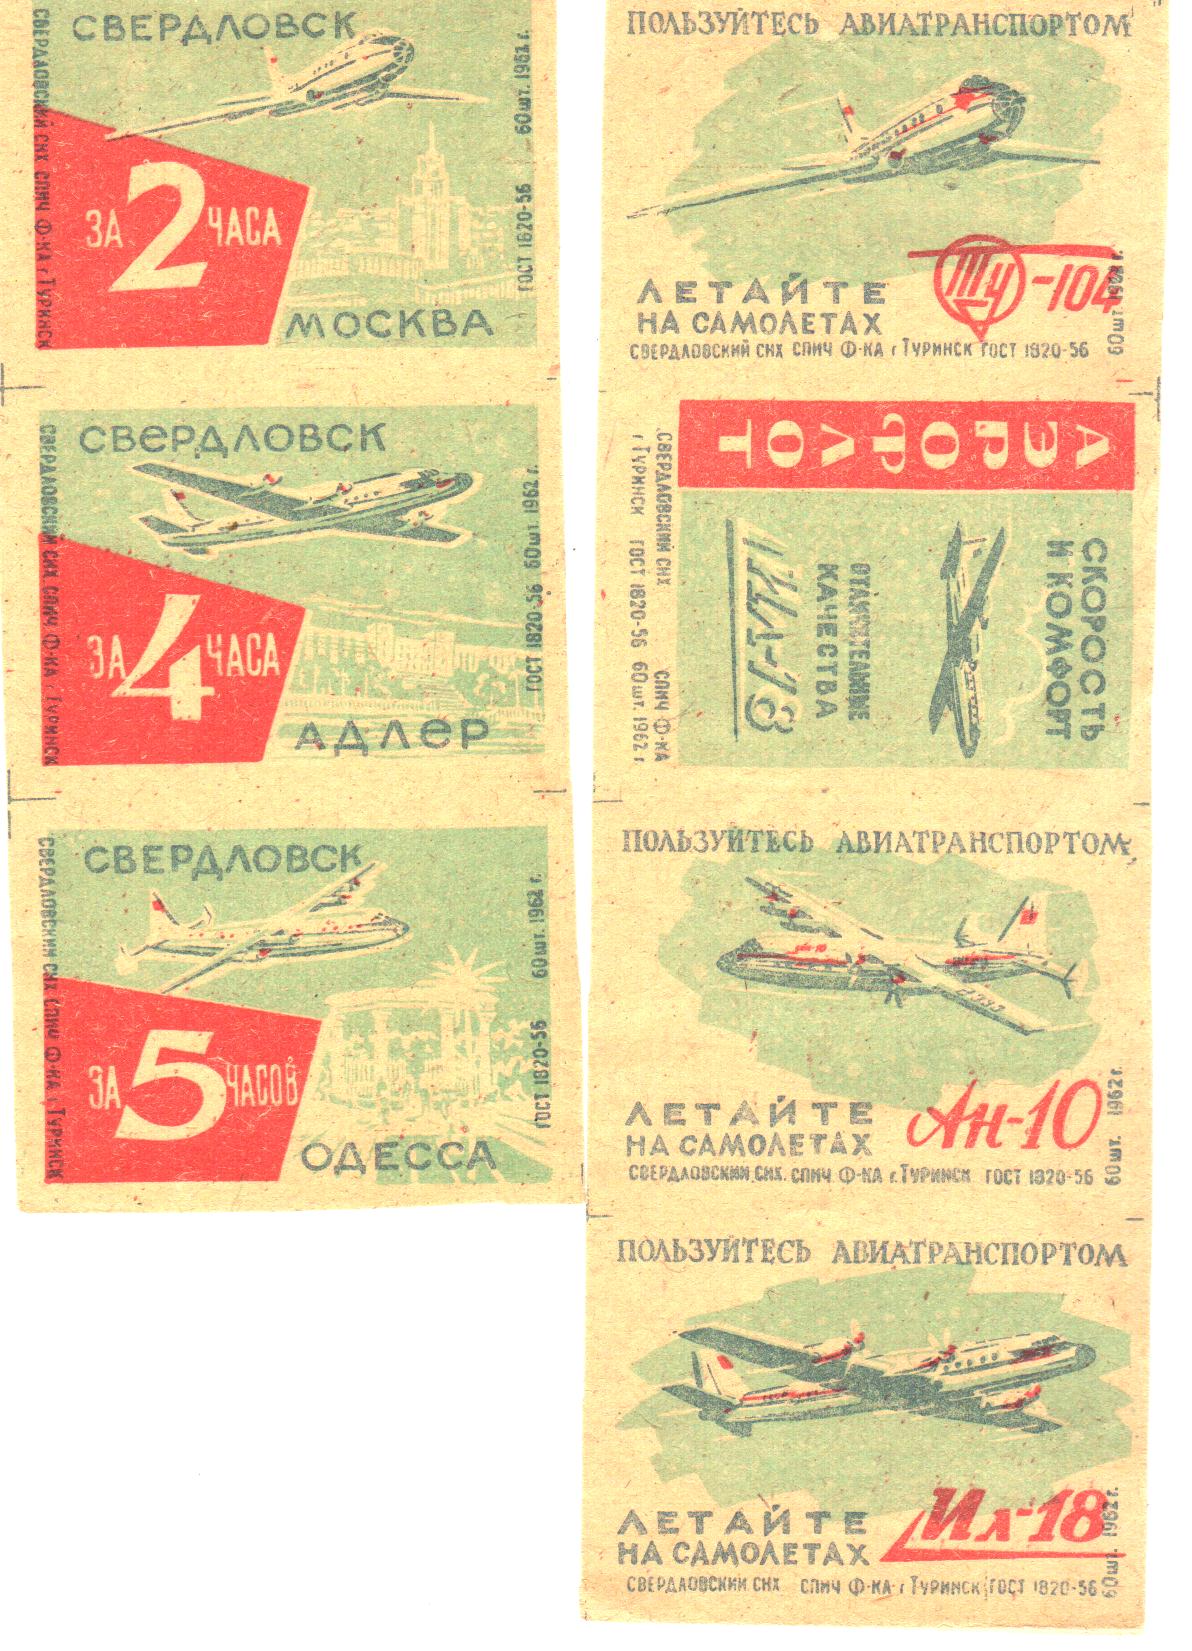 СВЕРДЛОВСК
ЗА 2 ЧАСА
МОСКВА
СВЕРДЛОВСКИЙ СНХ СПИЧ Ф-КА г. ТУРИНСК
ГОСТ 1820-56 60 шт. 1962 г.
СВЕРДЛОВСК
ЗА 4 ЧАСА
АДЛЕР
СВЕРДЛОВСКИЙ СНХ СПИЧ Ф-КА г. ТУРИНСК
ГОСТ 1820-56 60 шт. 1962 г.
СВЕРДЛОВСК
ЗА 5 ЧАСОВ
ОДЕССА
СВЕРДЛОВСКИЙ СНХ СПИЧ Ф-КА г. ТУРИНСК
ГОСТ 1820-56 60 шт. 1962 г.
ПОЛЬЗУЙТЕСЬ АВИАТРАНСПОРТОМ
ЛЕТАЙТЕ
НА САМОЛЕТАХ
ТУ-104
СВЕРДЛОВСКИЙ СНХ СПИЧ Ф-КА г ТУРИНСК ГОСТ 1820-56
60 шт. 1962 г.
АЭРОФЛОТ
СКОРОСТЬ
И КОМФОРТ
ОТЛИЧИТЕЛЬНЫЕ
КАЧЕСТВА
ИЛ-18
СВЕРДЛОВСКИЙ СНХ СПИЧ Ф-КА
г ТУРИНСК ГОСТ 1820-56 60 шт. 1962 г
ПОЛЬЗУЙТЕСЬ АВИАТРАНСПОРТОМ
ЛЕТАЙТЕ
НА САМОЛЕТАХ
Ан-10
СВЕРДЛОВСКИЙ СНХ. СПИЧ Ф-КА г. ТУРИНСК ГОСТ 1820-56
60 шт. 1962 г.
ПОЛЬЗУЙТЕСЬ АВИАТРАНСПОРТОМ
ЛЕТАЙТЕ
НА САМОЛЕТАХ
Ил-18
СВЕРДЛОВСКИЙ СНХ СПИЧ Ф-КА г ТУРИНСК ГОСТ 1820-56
60 шт. 1962 г.